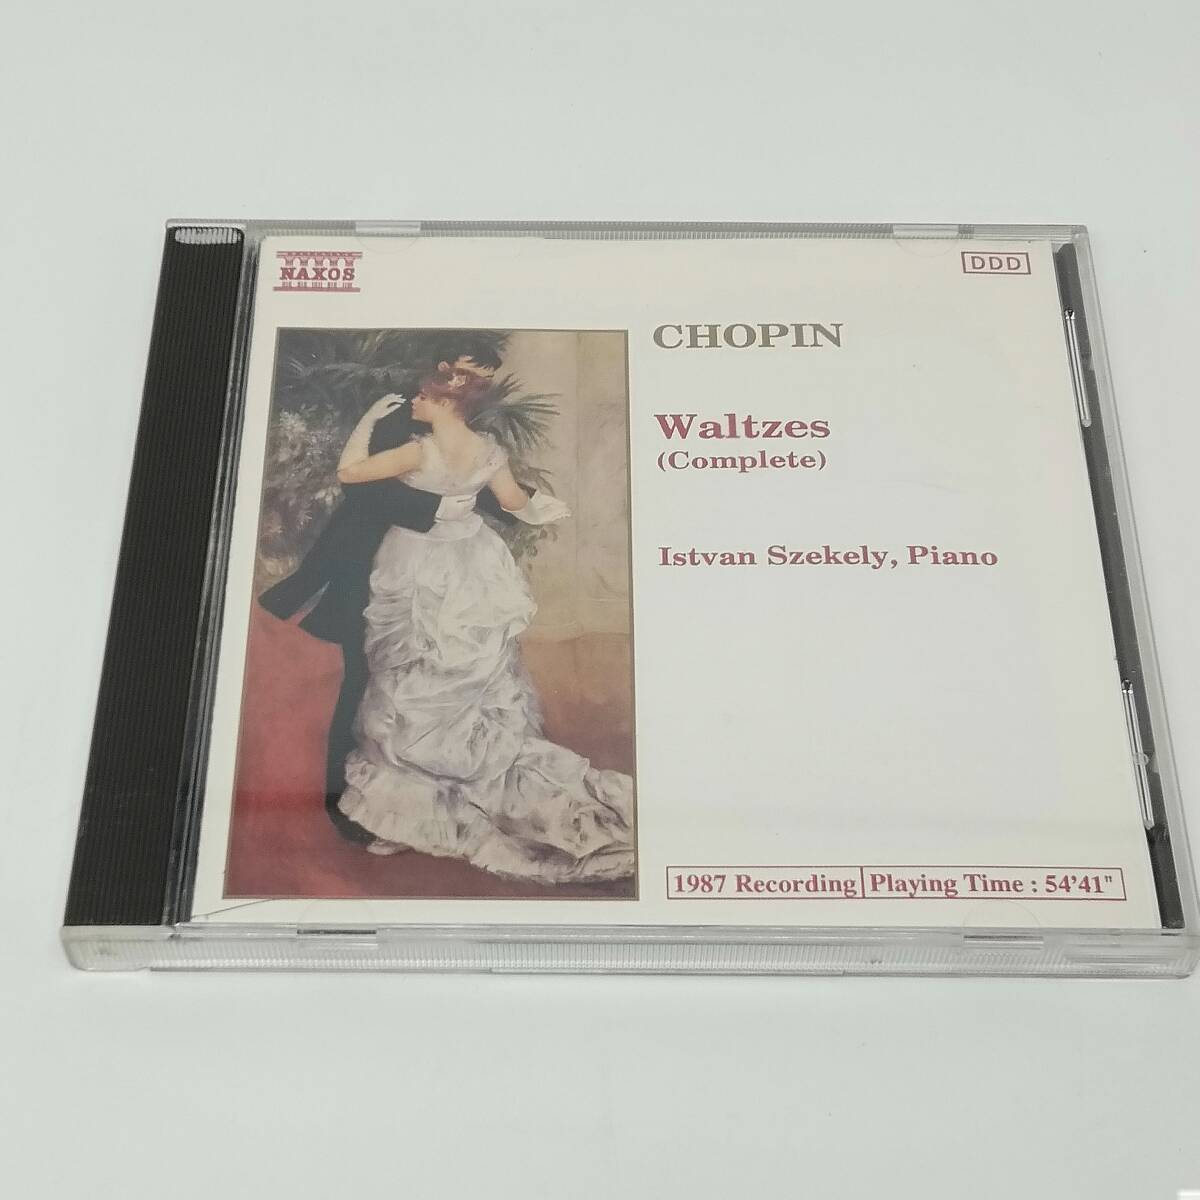 NAXOS
DDD
CHOPIN
Waltzes
(Complete)
Istvan Szekely, Piano
1987 Recording Playing Time : 54'41"